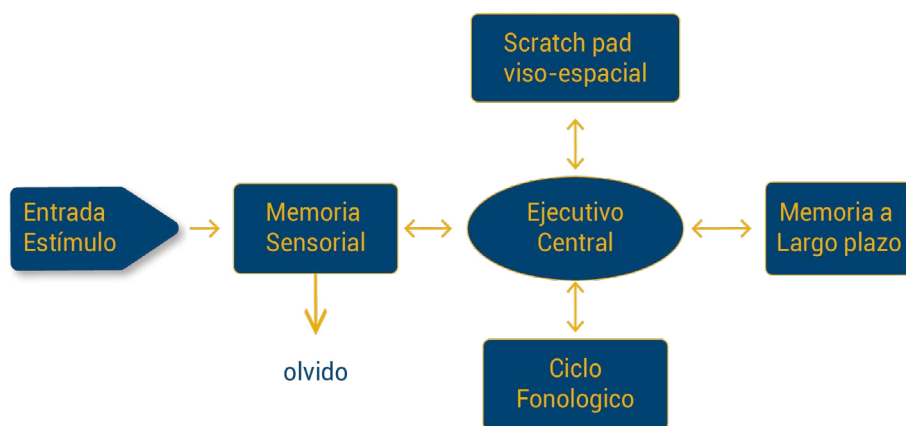 Scratch pad
viso-espacial
Entrada
Estímulo
Memoria
Sensorial
Ejecutivo
Central
Memoria a
Largo plazo
olvido
Ciclo
Fonologico